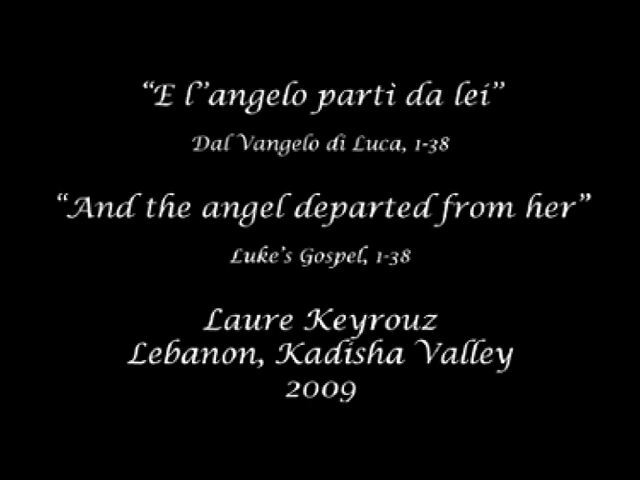 “E l’’angelo partì da lei”
Dal Vangelo di Luca, 1-38
“And the angel departed from her”
Luke’s Gospel, 1-38
Laure Keyrouz
Lebanon, Kadisha Valley
2009